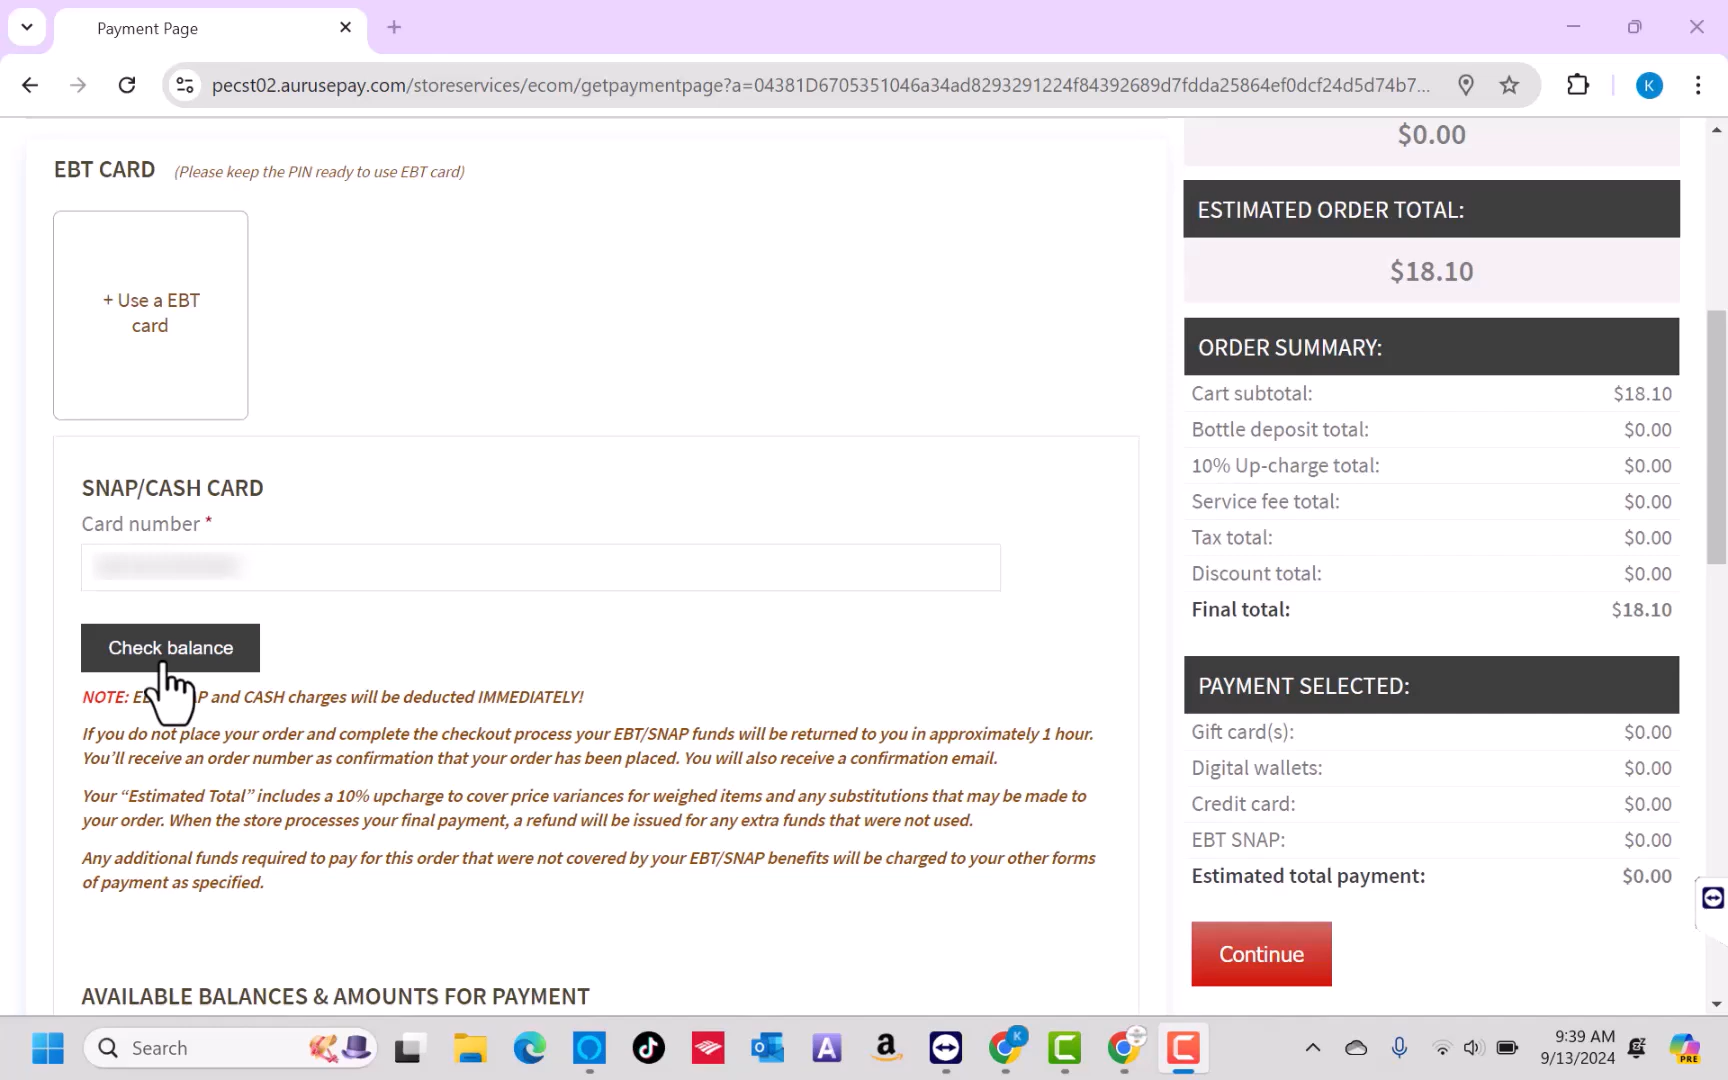 Payment Page
pecst02.aurusepay.com/storeservices/ecom/getpaymentpage?a=04381D6705351046a34ad8293291224f84392689d7fdda25864ef0dcf24d5d74b7...
K
EBT CARD (Please keep the PIN ready to use EBT card)
+ Use a EBT
card
SNAP/CASH CARD
Card number *
Check balance
NOTE: and CASH charges will be deducted IMMEDIATELY!
If you do not place your order and complete the checkout process your EBT/SNAP funds will be returned to you in approximately 1 hour.
You’ll receive an order number as confirmation that your order has been placed. You will also receive a confirmation email.
Your “Estimated Total” includes a 10% upcharge to cover price variances for weighed items and any substitutions that may be made to
your order. When the store processes your final payment, a refund will be issued for any extra funds that were not used.
Any additional funds required to pay for this order that were not covered by your EBT/SNAP benefits will be charged to your other forms
of payment as specified.
AVAILABLE BALANCES & AMOUNTS FOR PAYMENT
$0.00
ESTIMATED ORDER TOTAL:
$18.10
ORDER SUMMARY:
Cart subtotal: $18.10
Bottle deposit total: $0.00
10% Up-charge total: $0.00
Service fee total: $0.00
Tax total: $0.00
Discount total: $0.00
Final total: $18.10
PAYMENT SELECTED:
Gift card(s): $0.00
Digital wallets: $0.00
Credit card: $0.00
EBT SNAP: $0.00
Estimated total payment: $0.00
Continue
Search
9:39 AM
9/13/2024
PRE